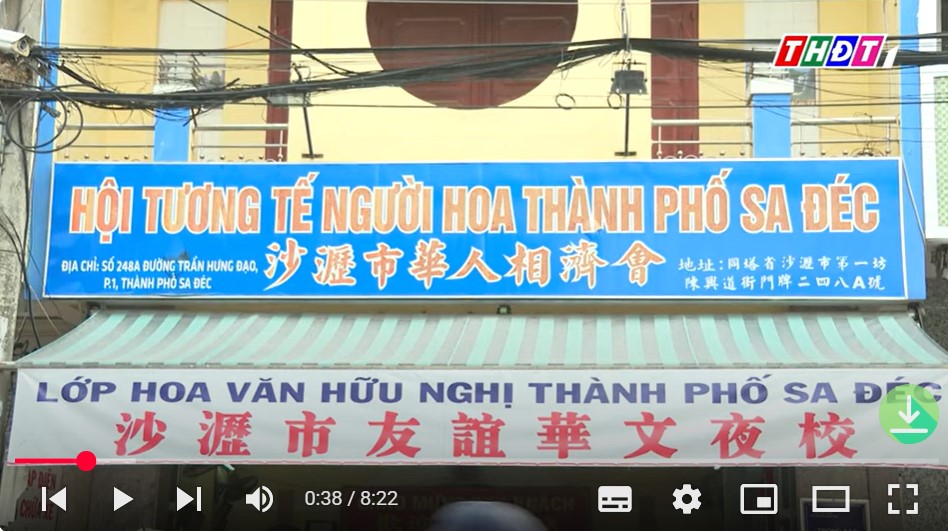 THĐT1
HỘI TƯƠNG TẾ NGƯỜI HOA THÀNH PHỐ SA ĐÉC
ĐỊA CHỈ: SỐ 248A ĐƯỜNG TRẦN HƯNG ĐẠO,
P.1, THÀNH PHỐ SA ĐÉC
沙瀝市華人相濟會
地址:同塔省沙瀝市第一坊
陳興道街門牌二四八A號
LỚP HOA VĂN HỮU NGHỊ THÀNH PHỐ SA ĐÉC
沙瀝市友誼華文夜校
0:38 / 8:22